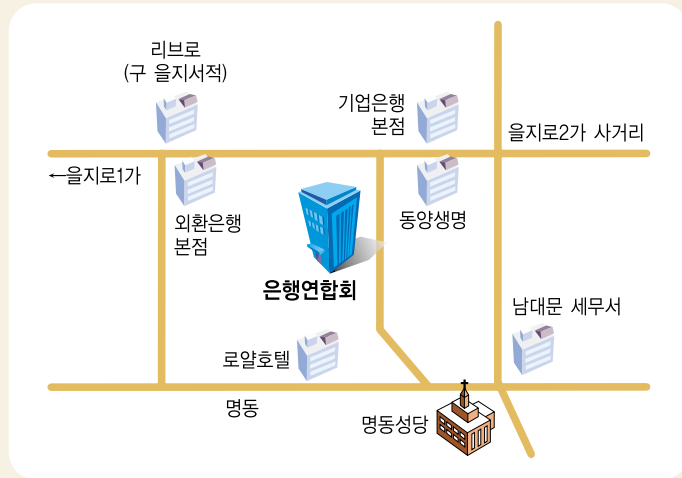 리브로
(구 을지서적)
기업은행
본점
을지로2가 사거리
←을지로1가
외환은행
본점
동양생명
은행연합회
남대문 세무서
로얄호텔
명동
명동성당